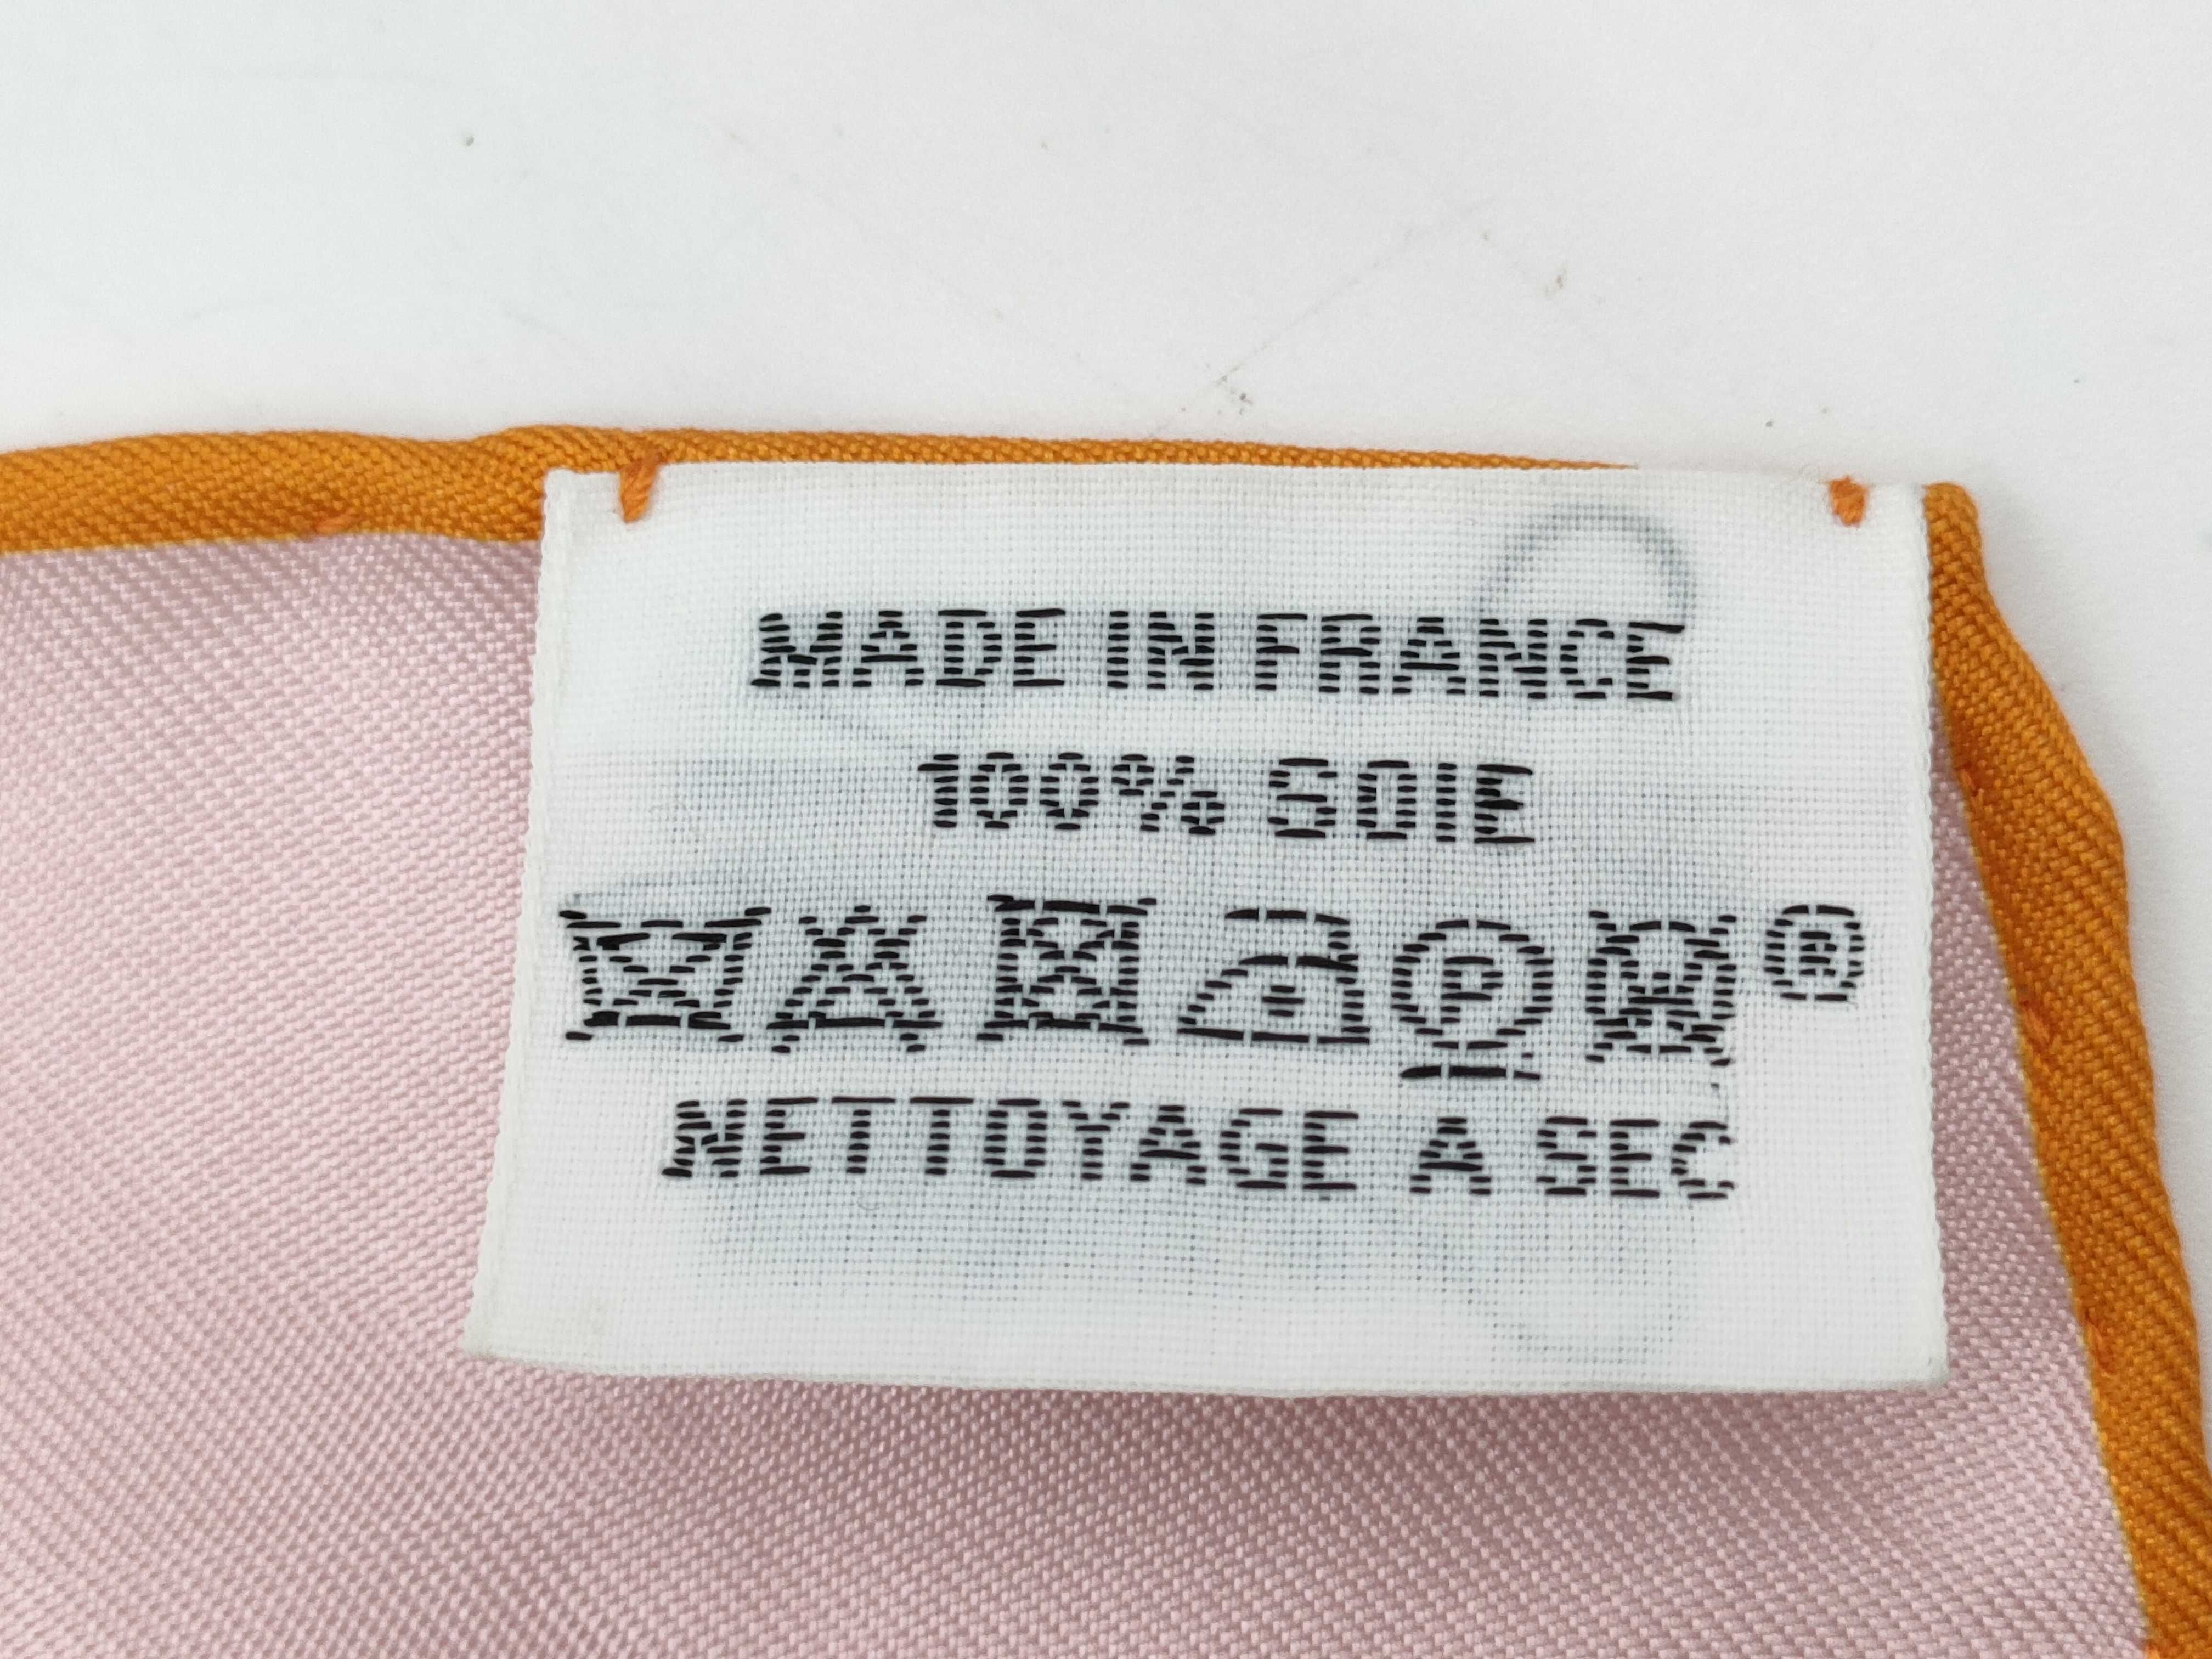 MADE IN FRANCE
100% SOIE
P W ®
NETTOYAGE A SEC